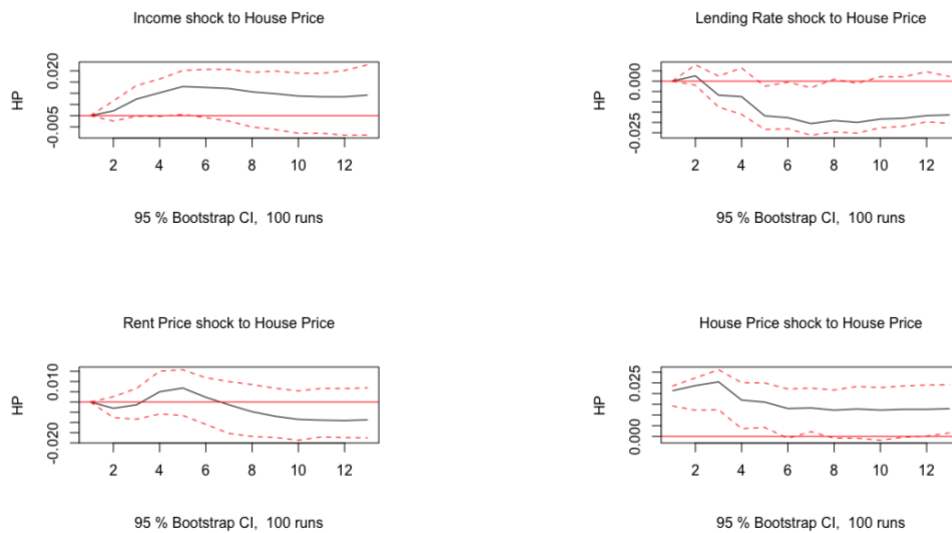 Income shock to House Price
HP
0.020
-0.005
2 4 6 8 10 12
95 % Bootstrap CI, 100 runs
Lending Rate shock to House Price
HP
0.000
-0.025
2 4 6 8 10 12
95 % Bootstrap CI, 100 runs
Rent Price shock to House Price
HP
0.010
-0.020
2 4 6 8 10 12
95 % Bootstrap CI, 100 runs
House Price shock to House Price
HP
0.025
0.000
2 4 6 8 10 12
95 % Bootstrap CI, 100 runs